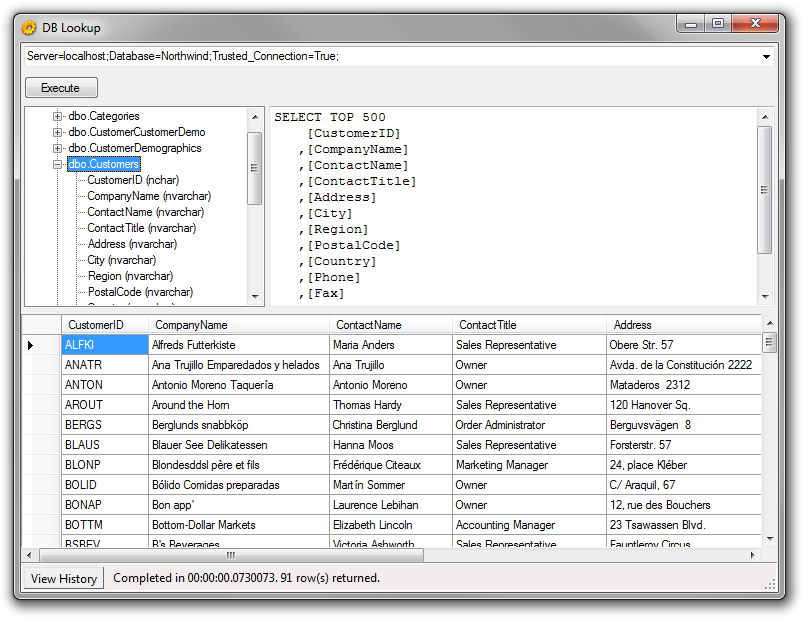 DB Lookup
Server=localhost;Database=Northwind;Trusted_Connection=True;
Execute
dbo.Categories
dbo.CustomerCustomerDemo
dbo.CustomerDemographics
dbo.Customers
CustomerID (nchar)
CompanyName (nvarchar)
ContactName (nvarchar)
ContactTitle (nvarchar)
Address (nvarchar)
City (nvarchar)
Region (nvarchar)
PostalCode (nvarchar)
SELECT TOP 500
[CustomerID]
,[CompanyName]
,[ContactName]
,[ContactTitle]
,[Address]
,[City]
,[Region]
,[PostalCode]
,[Country]
,[Phone]
,[Fax]
CustomerID CompanyName ContactName ContactTitle Address
ALFKI Alfreds Futterkiste Maria Anders Sales Representative Obere Str. 57
ANATR Ana Trujillo Emparedados y helados Ana Trujillo Owner Avda. de la Constitución 2222
ANTON Antonio Moreno Taquería Antonio Moreno Owner Mataderos 2312
AROUT Around the Horn Thomas Hardy Sales Representative 120 Hanover Sq.
BERGS Berglunds snabbköp Christina Berglund Order Administrator Berguvsvägen 8
BLAUS Blauer See Delikatessen Hanna Moos Sales Representative Forsterstr. 57
BLONP Blondesddsl père et fils Frédérique Citeaux Marketing Manager 24, place Kléber
BOLID Bólido Comidas preparadas Martín Sommer Owner C/ Araquil, 67
BONAP Bon app' Laurence Lebihan Owner 12, rue des Bouchers
BOTTM Bottom-Dollar Markets Elizabeth Lincoln Accounting Manager 23 Tsawassen Blvd.
BSBEV B's Beverages Victoria Ashworth Sales Representative Fauntleroy Circus
View History Completed in 00:00:00.0730073. 91 row(s) returned.